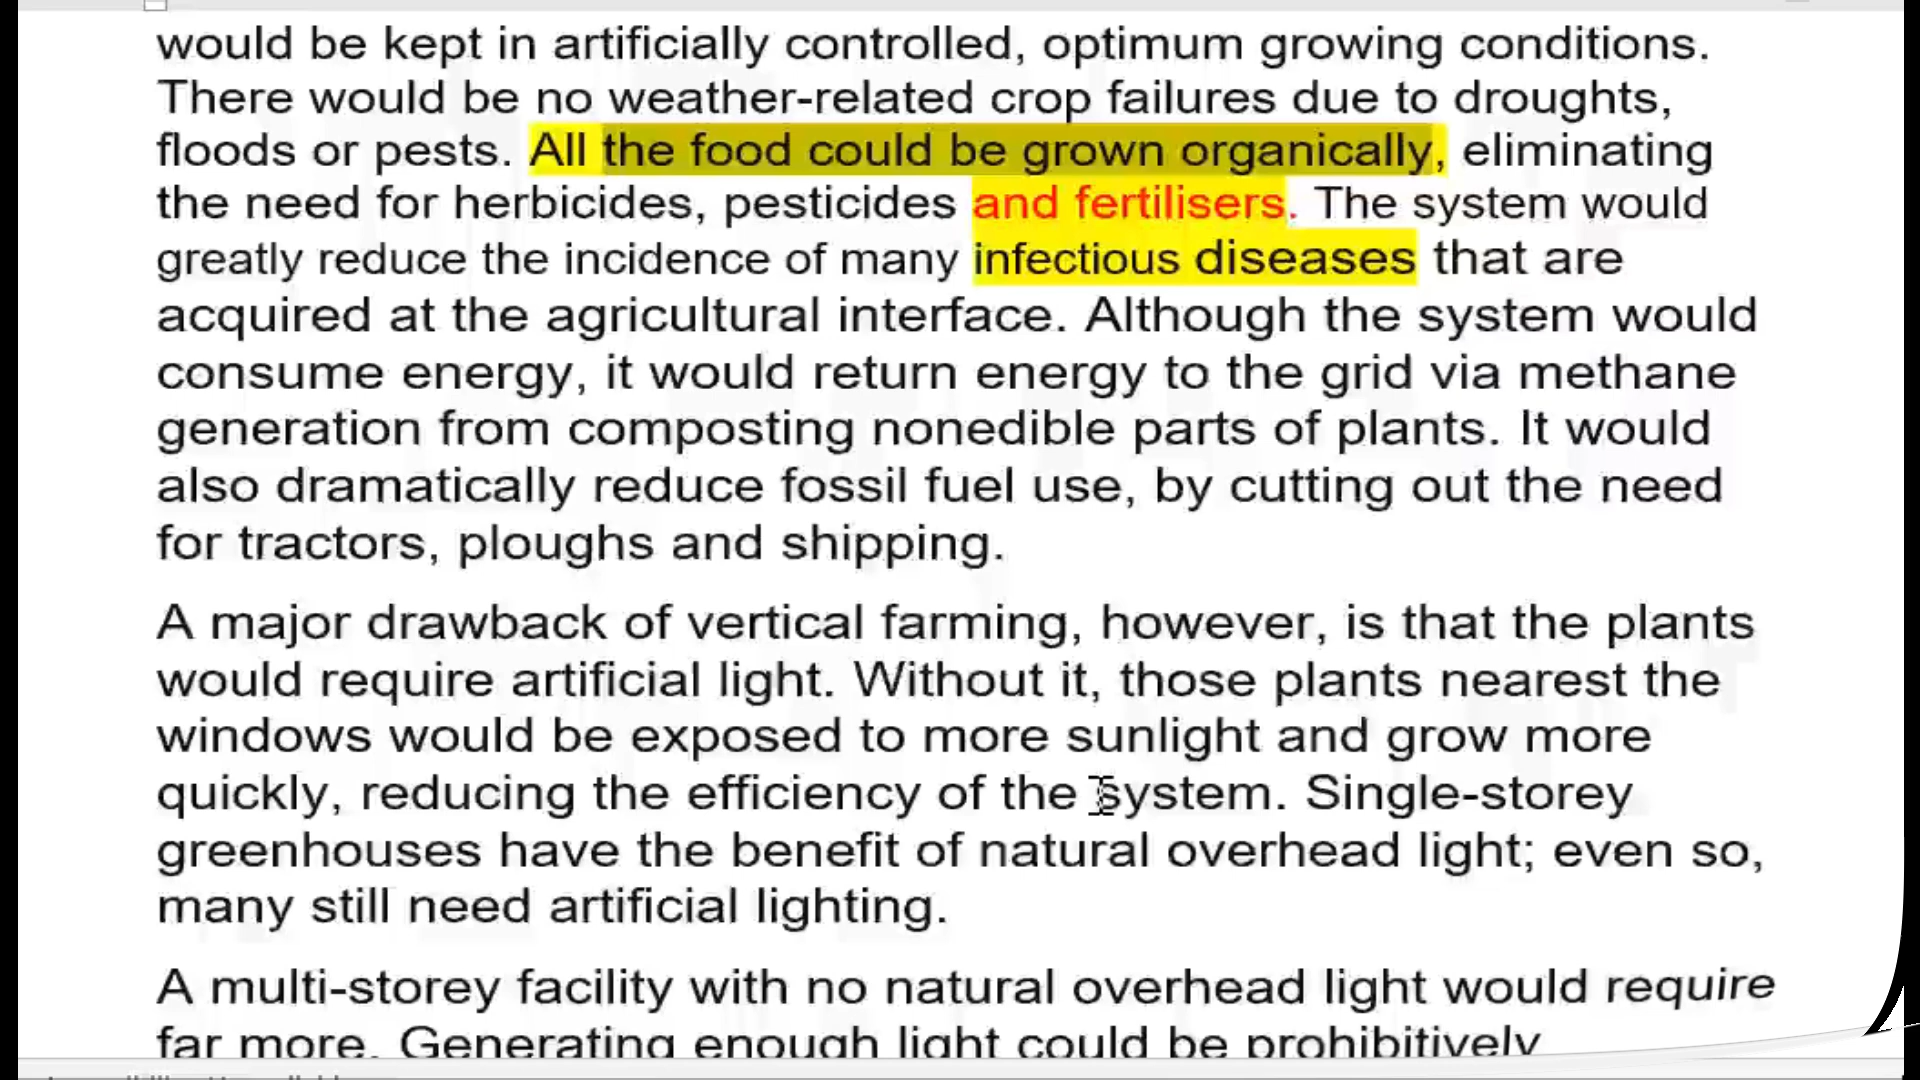 would be kept in artificially controlled, optimum growing conditions.
There would be no weather-related crop failures due to droughts,
floods or pests. All the food could be grown organically, eliminating
the need for herbicides, pesticides and fertilisers. The system would
greatly reduce the incidence of many infectious diseases that are
acquired at the agricultural interface. Although the system would
consume energy, it would return energy to the grid via methane
generation from composting nonedible parts of plants. It would
also dramatically reduce fossil fuel use, by cutting out the need
for tractors, ploughs and shipping.
A major drawback of vertical farming, however, is that the plants
would require artificial light. Without it, those plants nearest the
windows would be exposed to more sunlight and grow more
quickly, reducing the efficiency of the system. Single-storey
greenhouses have the benefit of natural overhead light; even so,
many still need artificial lighting.
A multi-storey facility with no natural overhead light would require
far more. Generating enough light could be prohibitively